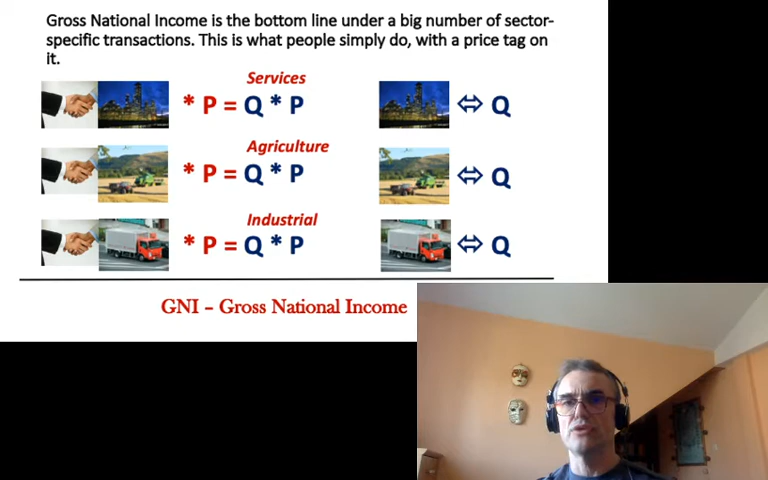 Gross National Income is the bottom line under a big number of sector-
specific transactions. This is what people simply do, with a price tag on
it.
Services
* P = Q * P ⇔ Q
Agriculture
* P = Q * P ⇔ Q
Industrial
* P = Q * P ⇔ Q
GNI – Gross National Income